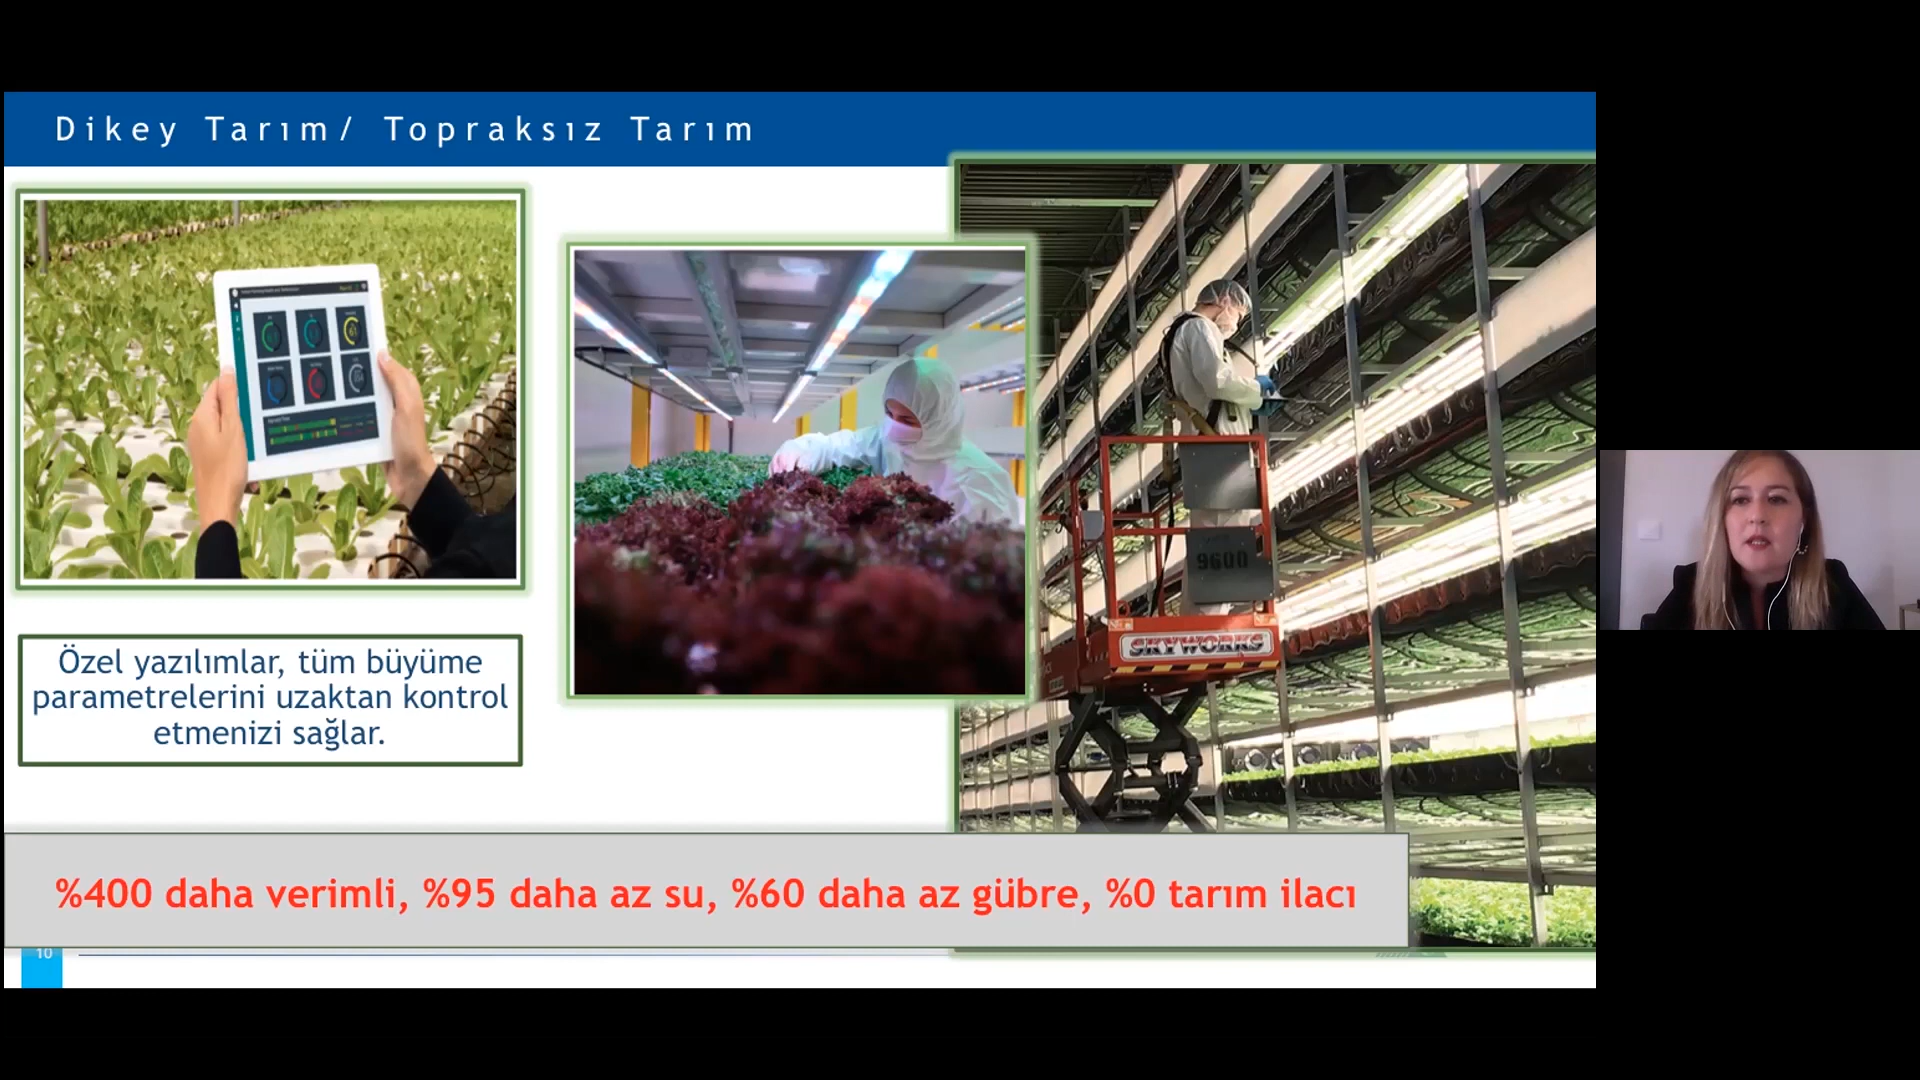 Dikey Tarım/ Topraksız Tarım
Özel yazılımlar, tüm büyüme
parametrelerini uzaktan kontrol
etmenizi sağlar.
9600
SKYWORKS
%400 daha verimli, %95 daha az su, %60 daha az gübre, %0 tarım ilacı
10